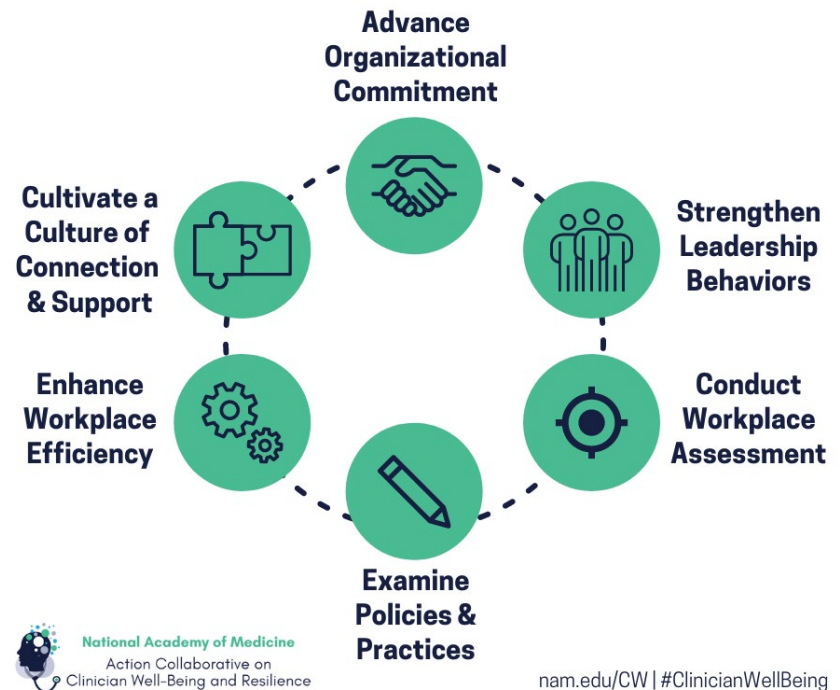 Advance
Organizational
Commitment
Strengthen
Leadership
Behaviors
Conduct
Workplace
Assessment
Examine
Policies &
Practices
Enhance
Workplace
Efficiency
Cultivate a
Culture of
Connection
& Support
National Academy of Medicine
Action Collaborative on
Clinician Well-Being and Resilience
nam.edu/CW | #ClinicianWellBeing